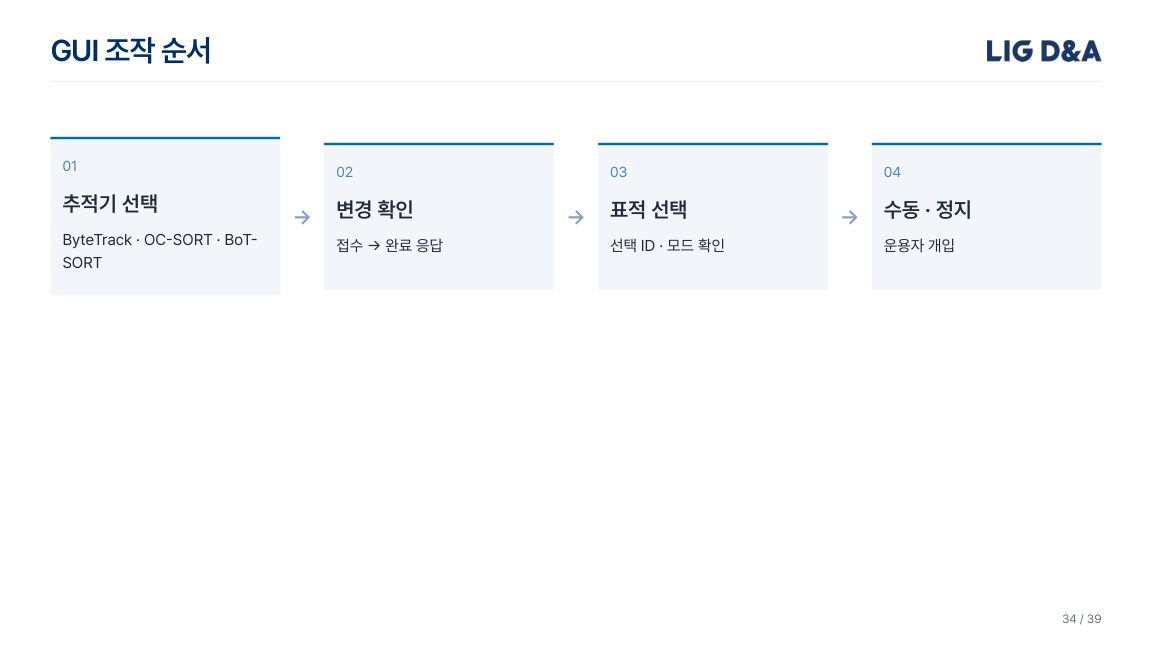 GUI 조작 순서
LIG D&A
01
추적기 선택
ByteTrack · OC-SORT · BoT-
SORT
→
02
변경 확인
접수 → 완료 응답
→
03
표적 선택
선택 ID · 모드 확인
→
04
수동 · 정지
운용자 개입
34 / 39